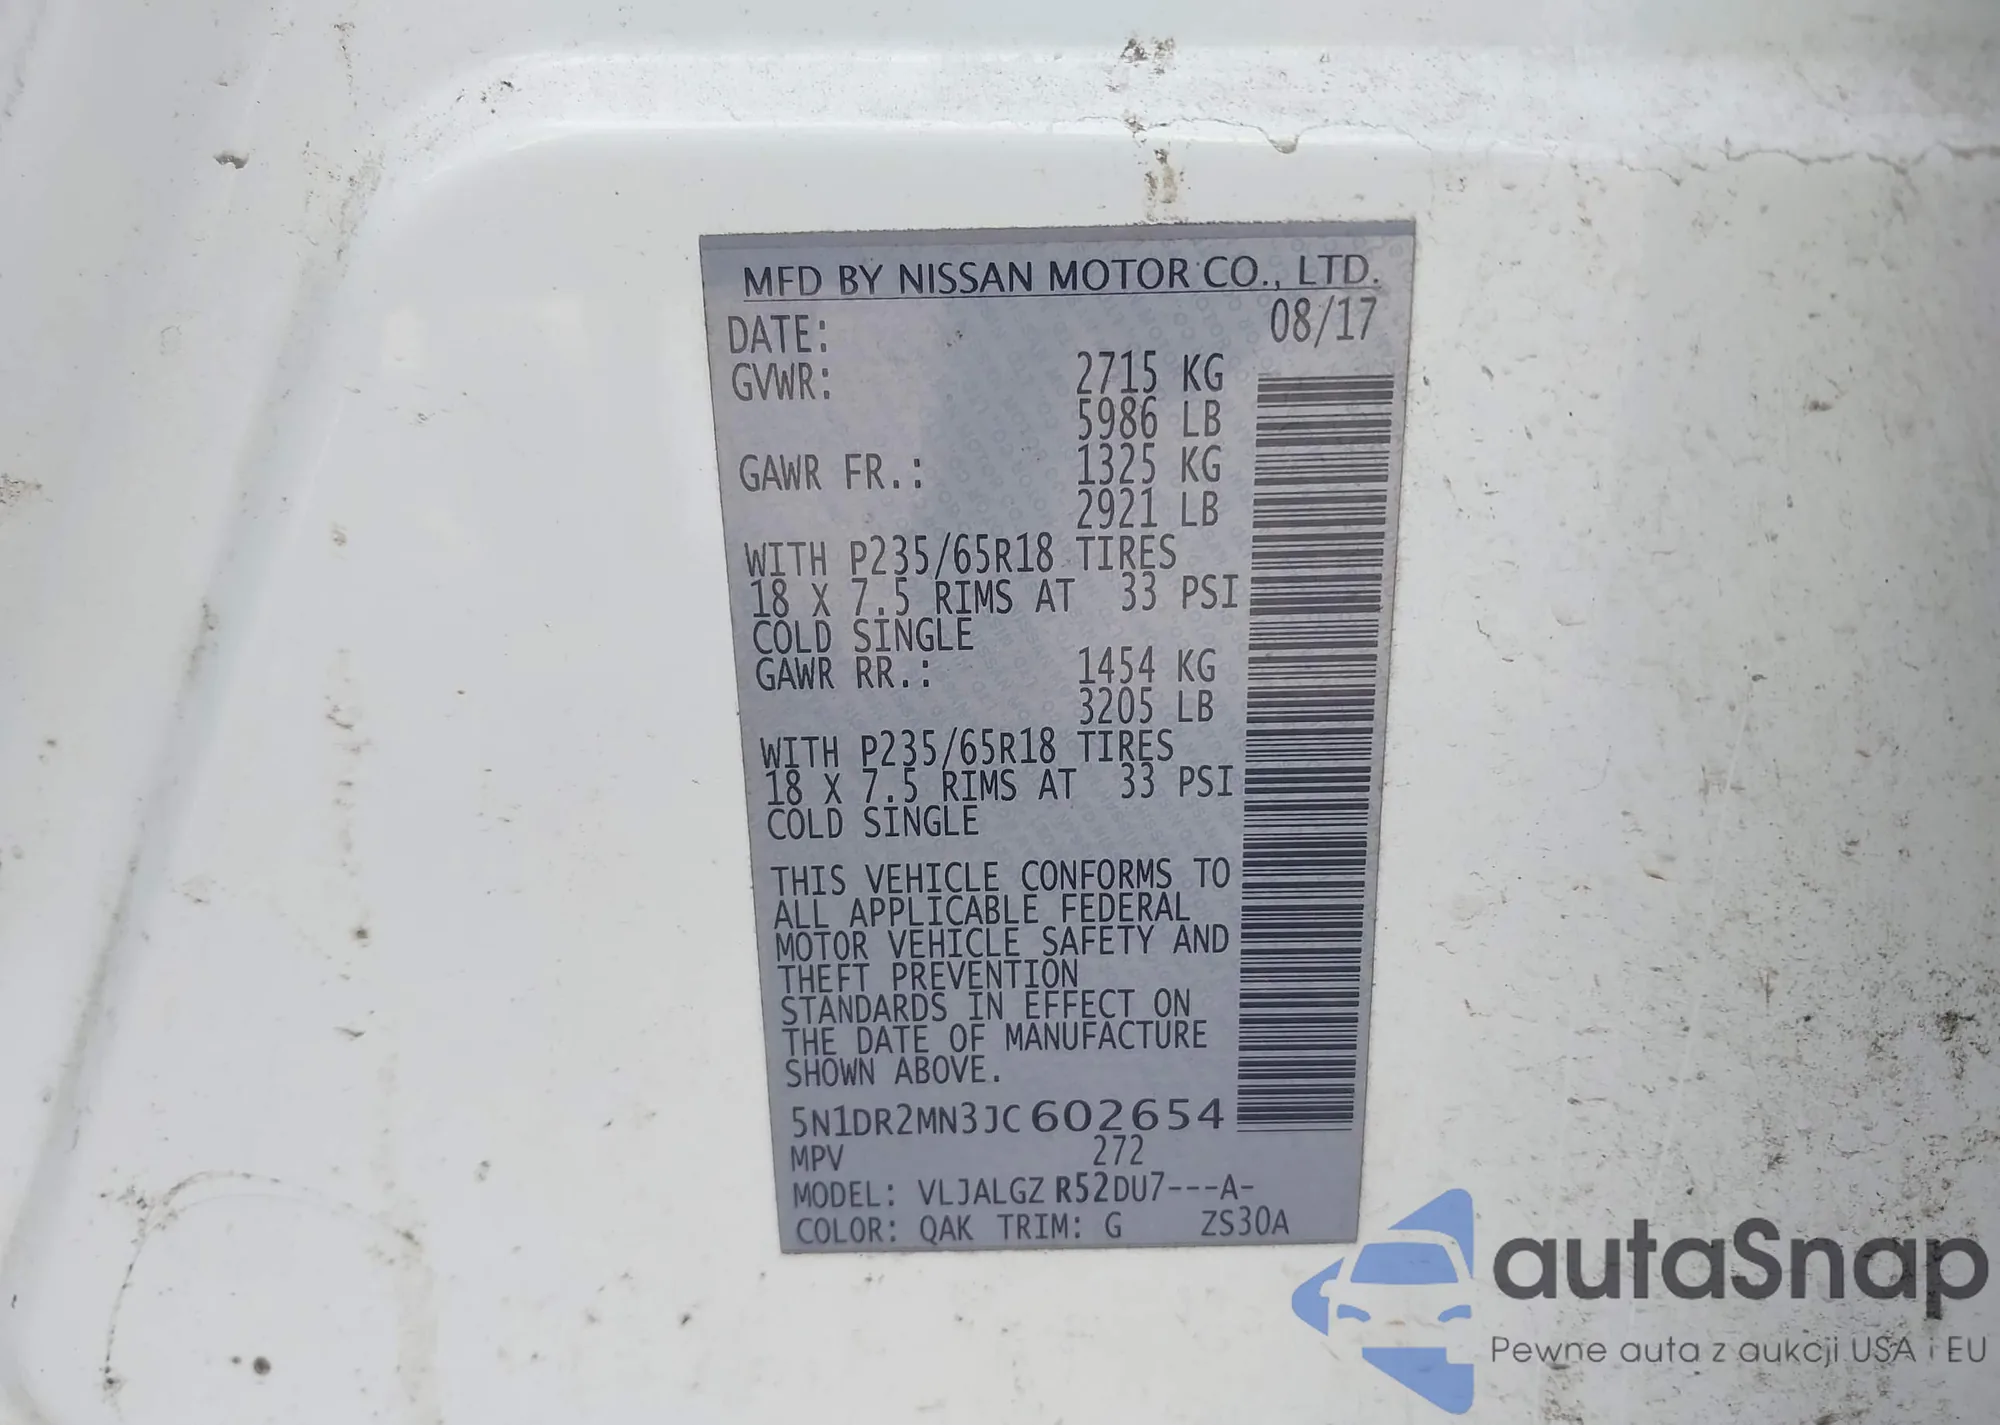 MFD BY NISSAN MOTOR CO., LTD.
DATE: 08/17
GVWR: 2715 KG
5986 LB
GAWR FR.: 1325 KG
2921 LB
WITH P235/65R18 TIRES
18 X 7.5 RIMS AT 33 PSI
COLD SINGLE
GAWR RR.: 1454 KG
3205 LB
WITH P235/65R18 TIRES
18 X 7.5 RIMS AT 33 PSI
COLD SINGLE
THIS VEHICLE CONFORMS TO
ALL APPLICABLE FEDERAL
MOTOR VEHICLE SAFETY AND
THEFT PREVENTION
STANDARDS IN EFFECT ON
THE DATE OF MANUFACTURE
SHOWN ABOVE.
5N1DR2MN3JC602654
MPV 272
MODEL: VLJALGZ R52DU7---A-
COLOR: QAK TRIM: G ZS30A
autaSnap
Pewne auta z aukcji USA i EU